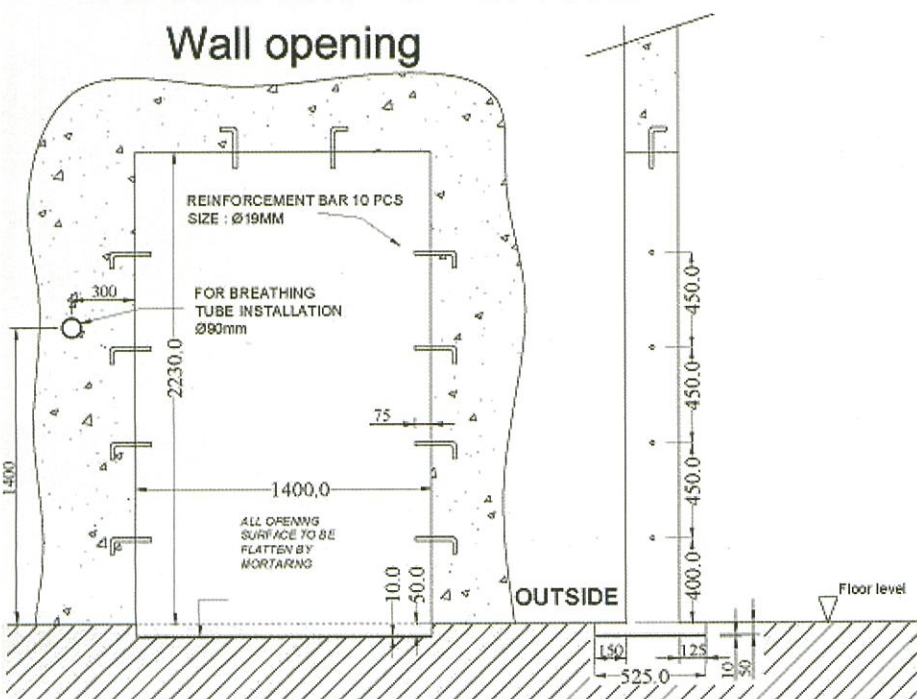 Wall opening
REINFORCEMENT BAR 10 PCS
SIZE : Ø19MM
300
FOR BREATHING
TUBE INSTALLATION
Ø90mm
2230.0
1400
75
1400.0
ALL OPENING
SURFACE TO BE
FLATTEN BY
MORTARING
10.0
50.0
OUTSIDE
450.0
450.0
450.0
400.0
Floor level
150
125
525.0
10
50